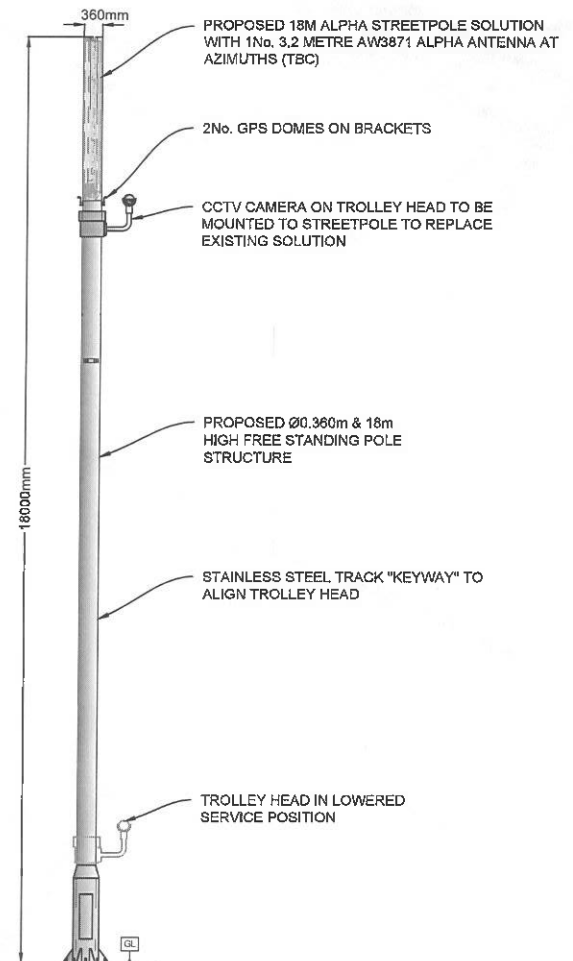 360mm
PROPOSED 18M ALPHA STREETPOLE SOLUTION
WITH 1No. 3,2 METRE AW3871 ALPHA ANTENNA AT
AZIMUTHS (TBC)
2No. GPS DOMES ON BRACKETS
CCTV CAMERA ON TROLLEY HEAD TO BE
MOUNTED TO STREETPOLE TO REPLACE
EXISTING SOLUTION
PROPOSED Ø0.360m & 18m
HIGH FREE STANDING POLE
STRUCTURE
18000mm
STAINLESS STEEL TRACK "KEYWAY" TO
ALIGN TROLLEY HEAD
TROLLEY HEAD IN LOWERED
SERVICE POSITION
GL